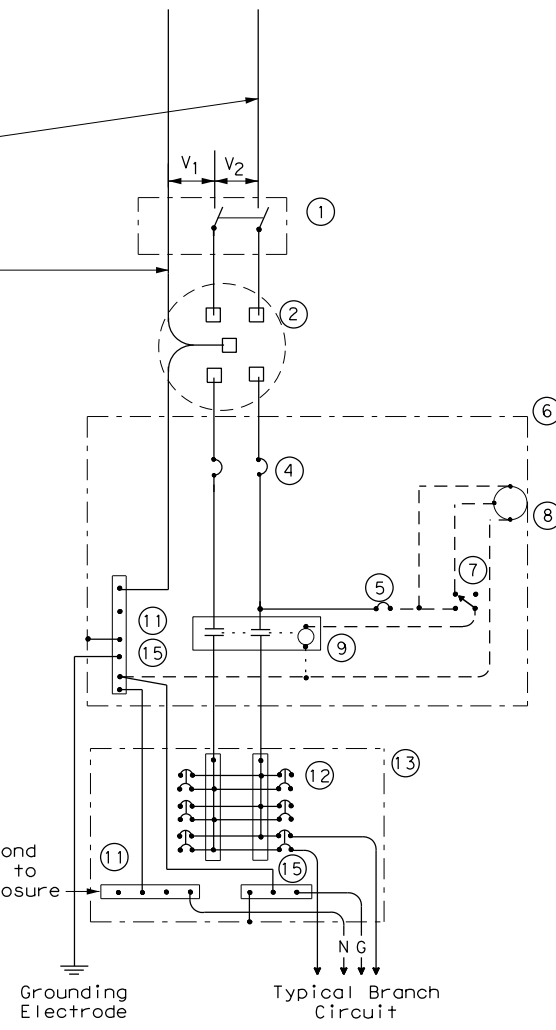 V1
V2
1
2
6
4
8
7
5
11
9
15
13
12
11
ond
to
osure
15
N G
Grounding
Electrode
Typical Branch
Circuit